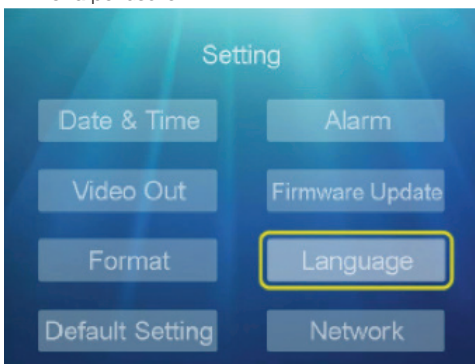 Setting
Date & Time
Alarm
Video Out
Firmware Update
Format
Language
Default Setting
Network